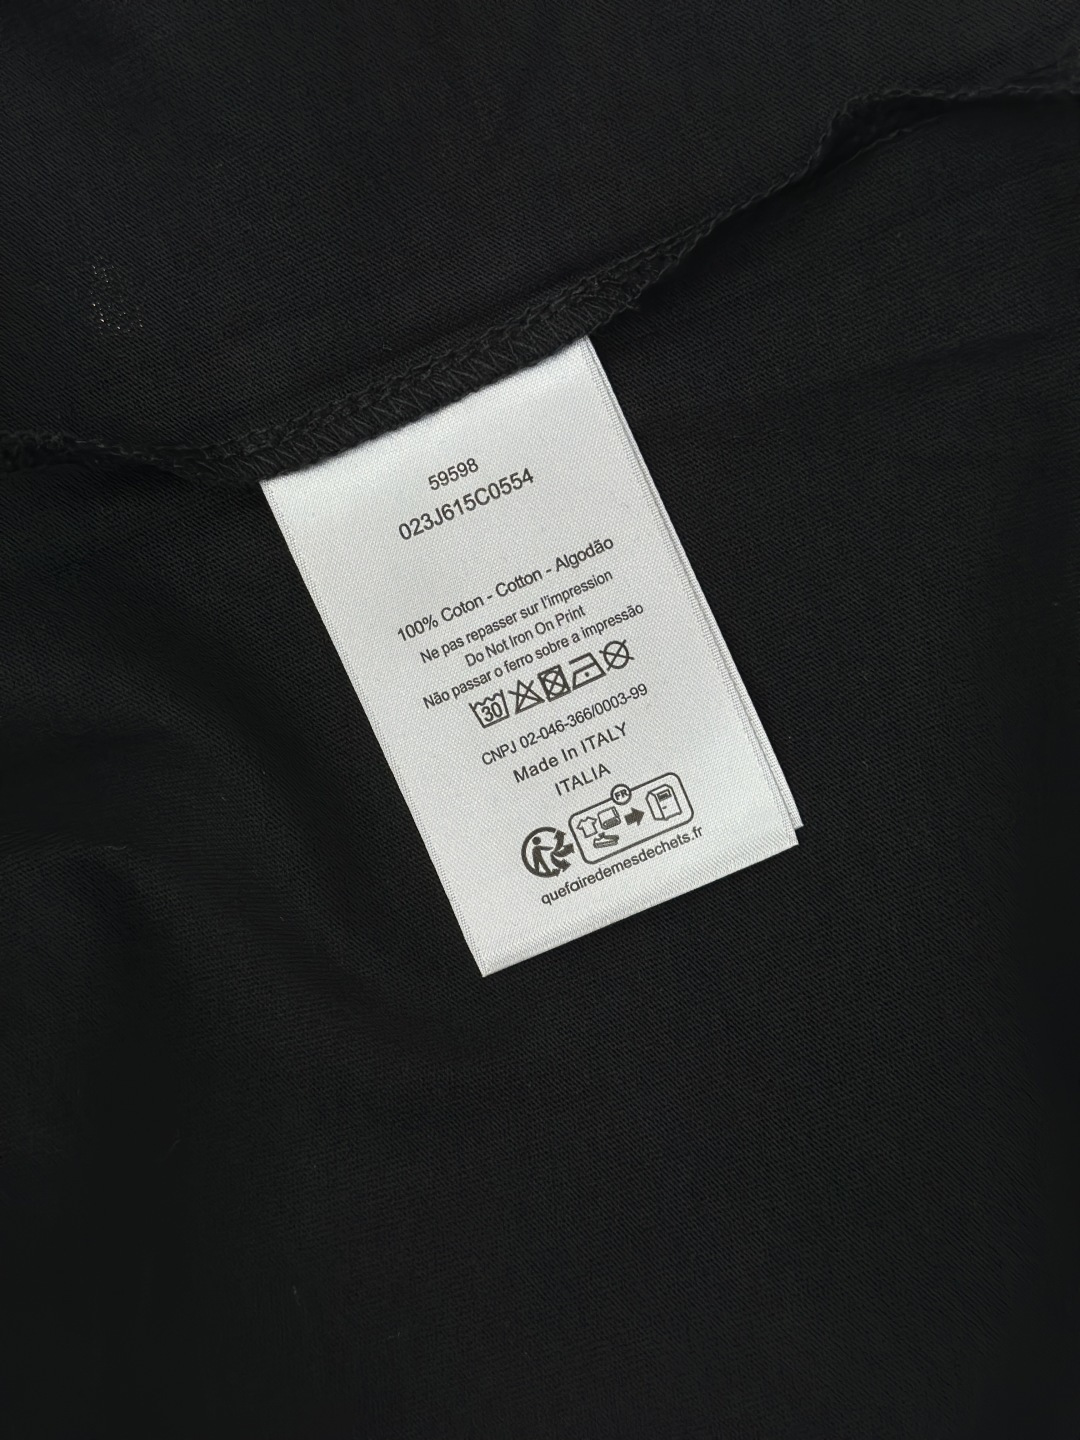 59598
023J615C0554
100% Coton - Cotton - Algodão
Ne pas repasser sur l'impression
Do Not Iron On Print
Não passar o ferro sobre a impressão
30
CNPJ 02-046-366/0003-99
Made In ITALY
ITALIA
FR
quefairedemesdechets.fr